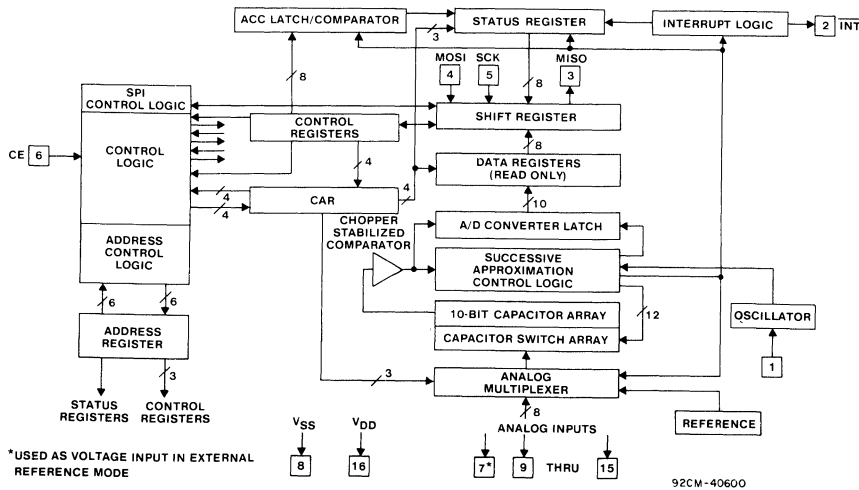 ACC LATCH/COMPARATOR
STATUS REGISTER
INTERRUPT LOGIC
2
INT
3
8
MOSI
SCK
MISO
4
5
3
8
SPI
CONTROL LOGIC
CONTROL
REGISTERS
SHIFT REGISTER
CE
6
CONTROL
LOGIC
4
8
DATA REGISTERS
(READ ONLY)
4
4
CAR
4
10
CHOPPER
STABILIZED
COMPARATOR
A/D CONVERTER LATCH
ADDRESS
CONTROL
LOGIC
SUCCESSIVE
APPROXIMATION
CONTROL LOGIC
6
6
12
10-BIT CAPACITOR ARRAY
CAPACITOR SWITCH ARRAY
OSCILLATOR
1
ADDRESS
REGISTER
3
3
ANALOG
MULTIPLEXER
STATUS
REGISTERS
CONTROL
REGISTERS
8
REFERENCE
VSS
VDD
ANALOG INPUTS
8
16
7*
9
THRU
15
*USED AS VOLTAGE INPUT IN EXTERNAL
REFERENCE MODE
92CM-40600